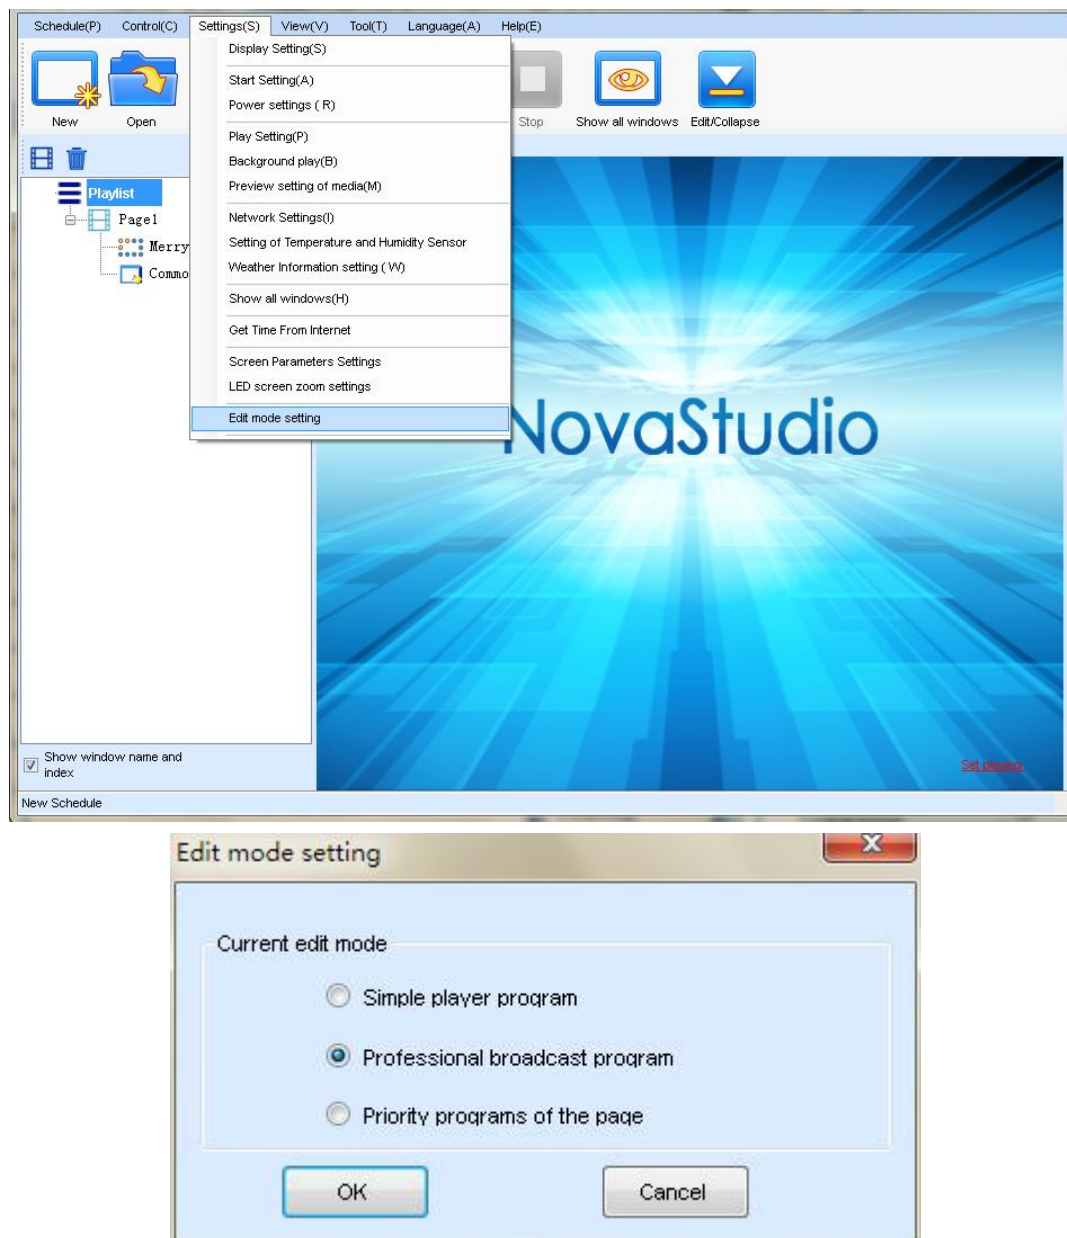 Schedule(P) Control(C) Settings(S) View(V) Tool(T) Language(A) Help(E)
New Open Stop Show all windows Edit/Collapse
Display Setting(S)
Start Setting(A)
Power settings ( R)
Play Setting(P)
Background play(B)
Preview setting of media(M)
Network Settings(I)
Setting of Temperature and Humidity Sensor
Weather Information setting ( W)
Show all windows(H)
Get Time From Internet
Screen Parameters Settings
LED screen zoom settings
Edit mode setting
Playlist
Page1
Merry
Commo
NovaStudio
Show window name and
index
Set playing
New Schedule
Edit mode setting
Current edit mode
Simple player program
Professional broadcast program
Priority programs of the page
OK Cancel